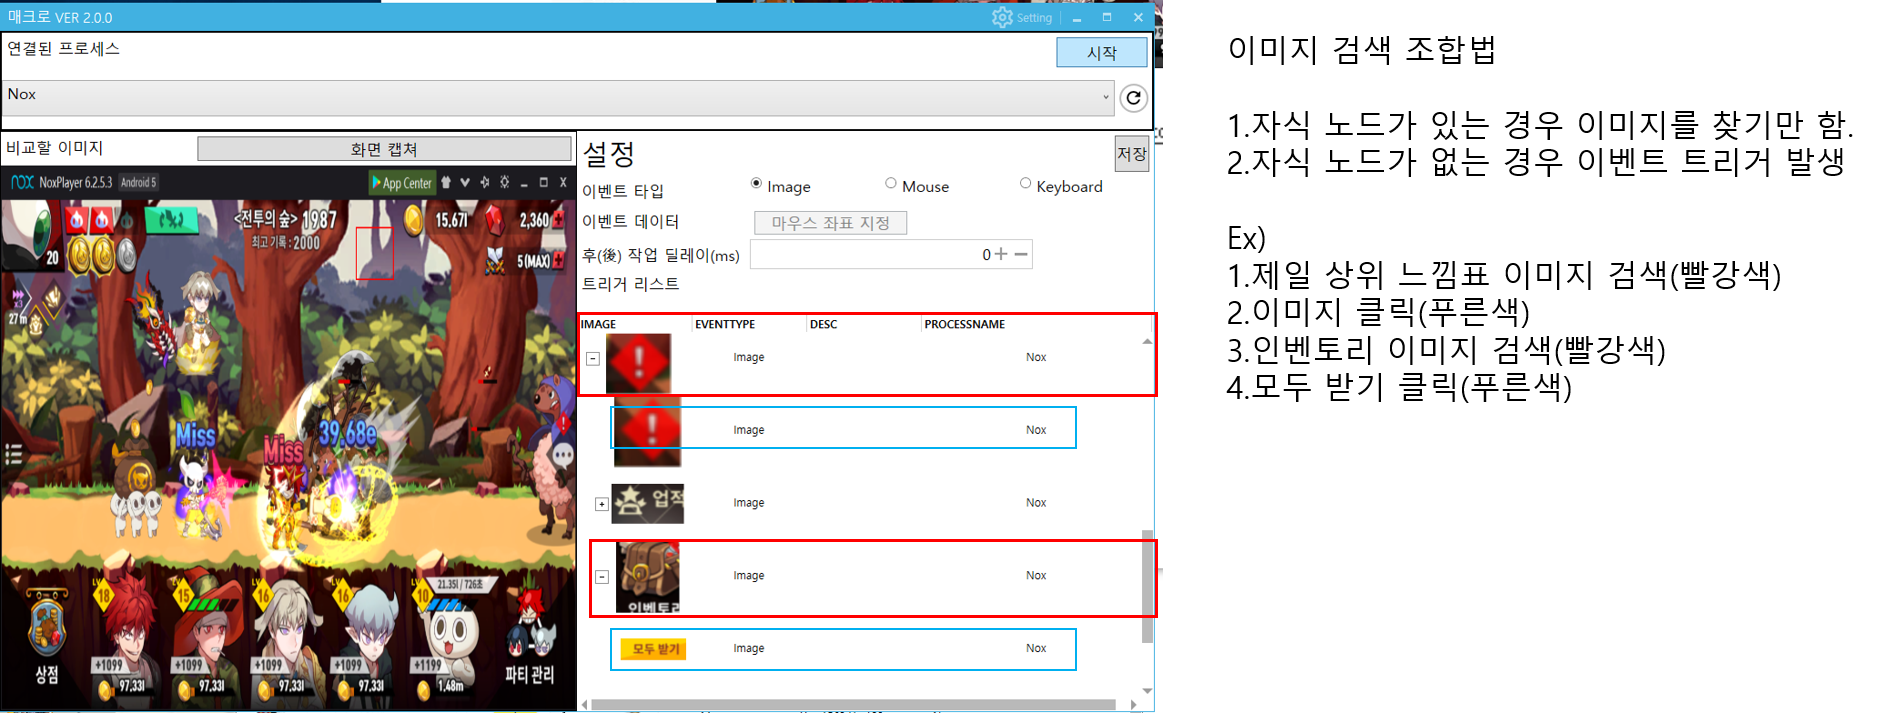 매크로 VER 2.0.0
Setting
연결된 프로세스
시작
Nox
비교할 이미지
화면 캡쳐
NoxPlayer 6.2.5.3 Android 5
App Center
20
<전투의 숲> 1987
최고 기록 : 2000
15.67l
2,360
5(MAX)
x3
27m
Miss
Miss
39.68e
21.35l / 726초
LV 18
LV 15
LV 16
LV 16
LV 10
+1099
+1099
+1099
+1099
+1199
97.33l
97.33l
97.33l
97.33l
1.48m
상점
파티 관리
설정
저장
이벤트 타입
Image
Mouse
Keyboard
이벤트 데이터
마우스 좌표 지정
후(後) 작업 딜레이(ms)
0
트리거 리스트
IMAGE EVENTTYPE DESC PROCESSNAME
Image Nox
Image Nox
업적 Image Nox
인벤토리 Image Nox
모두 받기 Image Nox
이미지 검색 조합법
1.자식 노드가 있는 경우 이미지를 찾기만 함.
2.자식 노드가 없는 경우 이벤트 트리거 발생
Ex)
1.제일 상위 느낌표 이미지 검색(빨강색)
2.이미지 클릭(푸른색)
3.인벤토리 이미지 검색(빨강색)
4.모두 받기 클릭(푸른색)